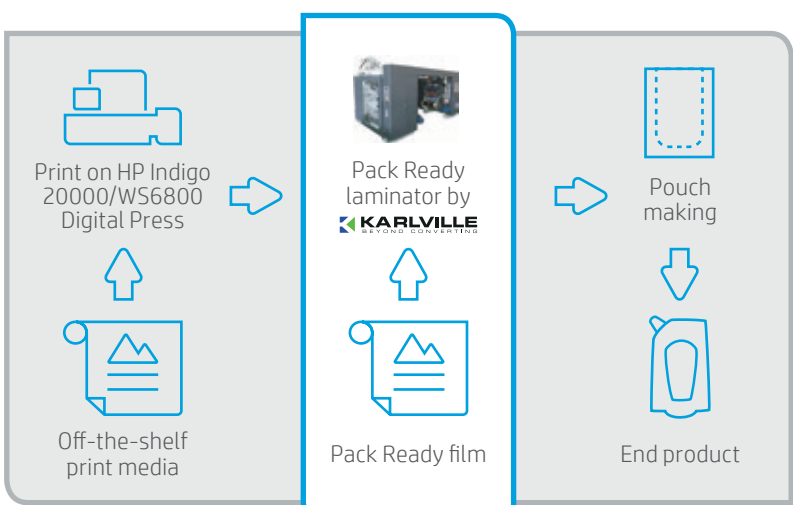 Print on HP Indigo
20000/WS6800
Digital Press
Off-the-shelf
print media
Pack Ready
laminator by
KARLVILLE
BEYOND CONVERTING
Pack Ready film
Pouch
making
End product